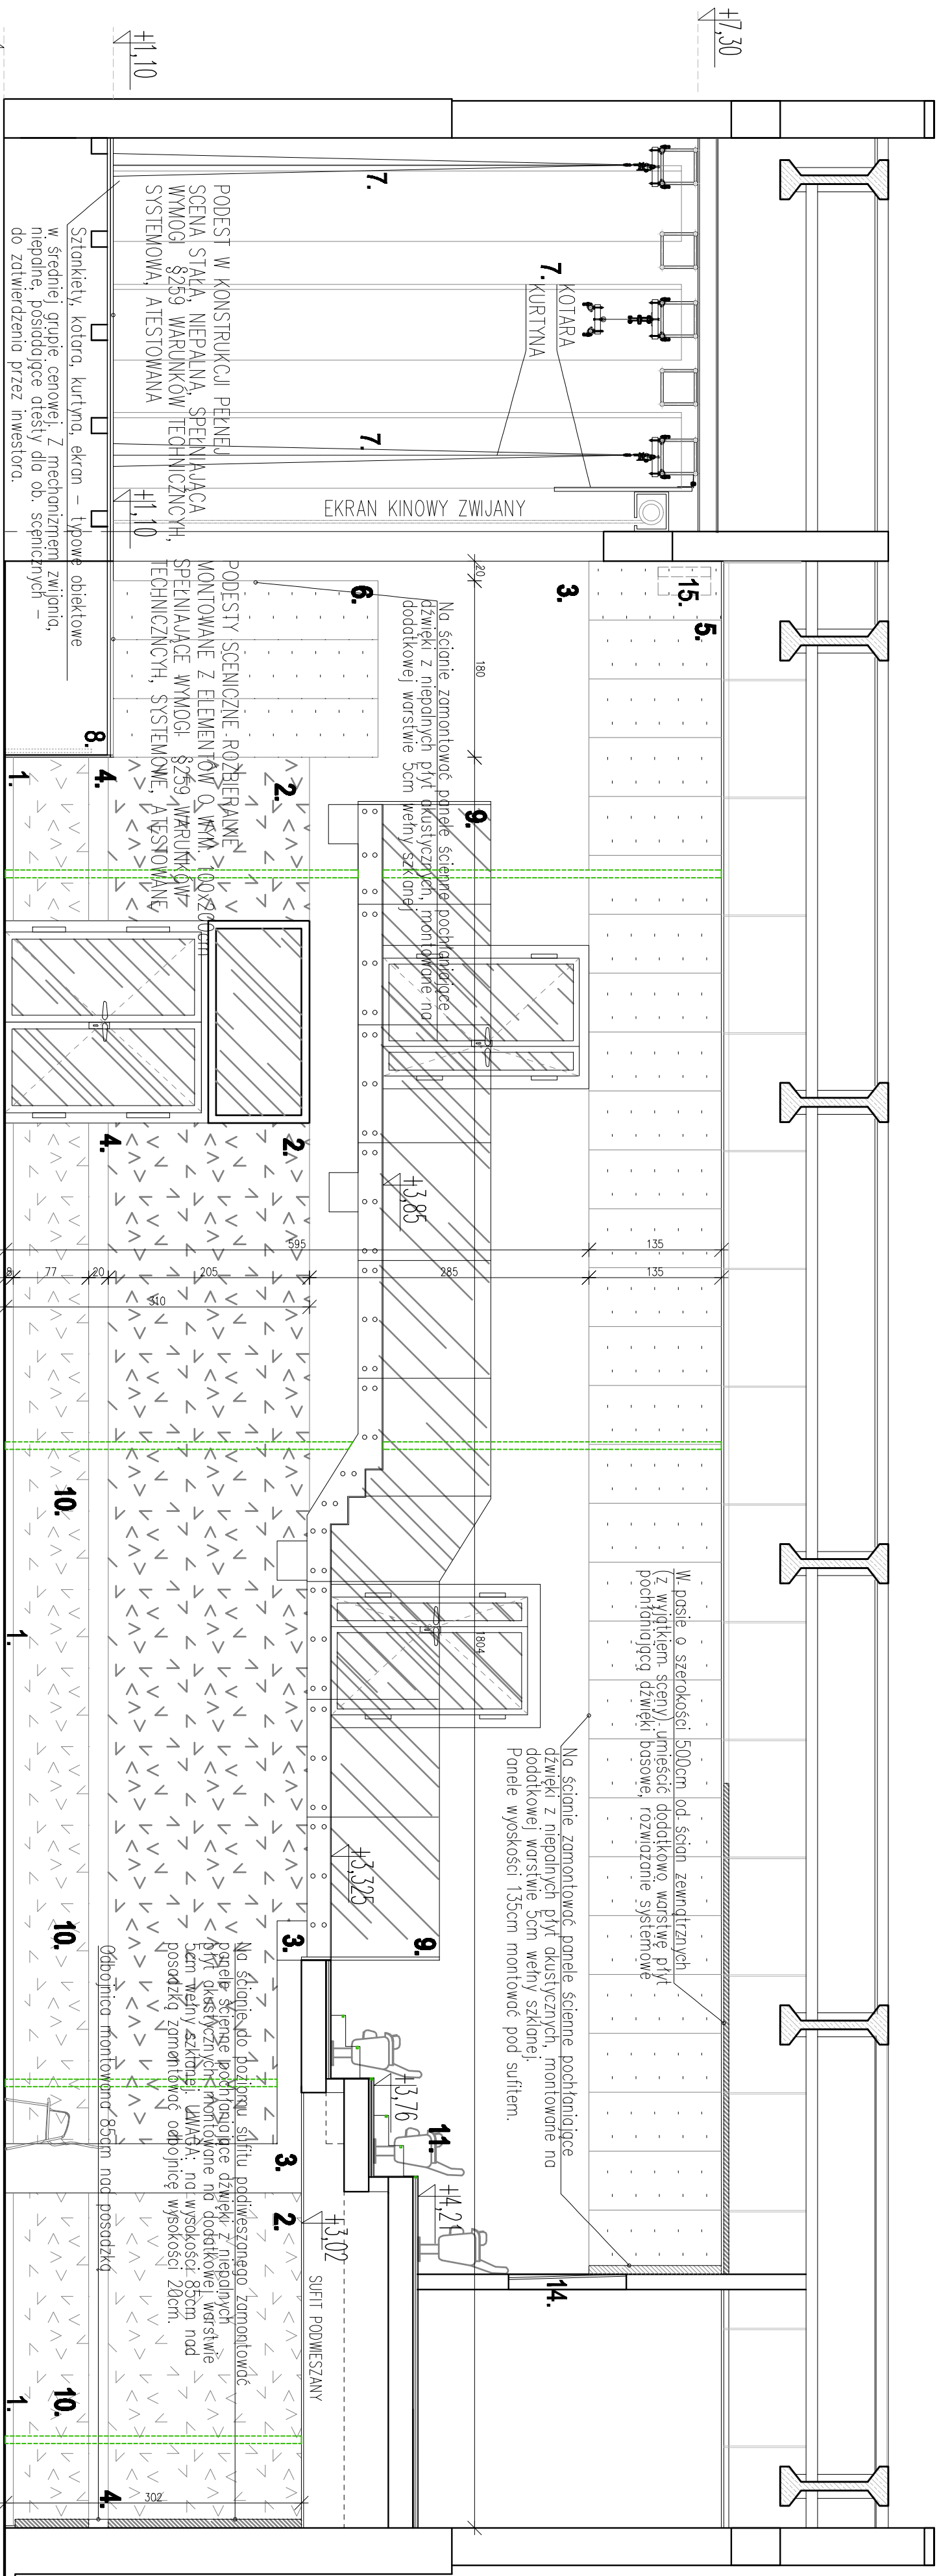 +7,30
+1,10
7.
7.
7.
KOTARA
KURTYNA
EKRAN KINOWY ZWIJANY
PODEST W KONSTRUKCJI PEŁNEJ
SCENA STAŁA, NIEPALNA, SPEŁNIAJĄCA
WYMOGI §259 WARUNKÓW TECHNICZNCYH,
SYSTEMOWA, ATESTOWANA
+1,10
Sztankiety, kotara, kurtyna, ekran – typowe obiektowe
w średniej grupie cenowej. Z mechanizmem zwijania,
niepalne, posiadające atesty dla ob. scenicznych –
do zatwierdzenia przez inwestora.
15.
5.
3.
20
180
1804
6.
Na ścianie zamontować panele ścienne pochłaniające
dźwięki z niepalnych płyt akustycznych, montowane na
dodatkowej warstwie 5cm wełny szklanej
PODESTY SCENICZNE ROZBIERALNE
MONTOWANE Z ELEMENTÓW O WYM. 100x200cm
SPEŁNIAJĄCE WYMOGI §259 WARUNKÓW
TECHNICZNCYH, SYSTEMOWE, ATESTOWANE
8.
4.
1.
2.
9.
2.
4.
+3,85
595
135
8
77
20
205
285
135
310
10.
1.
W pasie o szerokości 500cm od ścian zewnątrznych
(z wyjątkiem sceny) umieścić dodatkowo warstwę płyt
pochłaniającą dźwięki basowe, rozwiązanie systemowe
Na ścianie zamontować panele ścienne pochłaniające
dźwięki z niepalnych płyt akustycznych, montowane na
dodatkowej warstwie 5cm wełny szklanej.
Panele wyoskości 135cm montować pod sufitem.
+3,325
9.
3.
10.
Na ścianie do poziomu sufitu podwieszanego zamontować
panele ścienne pochłaniające dźwięki z niepalnych
płyt akustycznych, montowane na dodatkowej warstwie
5cm wełny szklanej. UWAGA: na wysokości 85cm nad
posadzką zamontować odbojnicę wysokości 20cm.
Odbojnica montowana 85cm nad posadzką
+3,76
11.
+4,21
3.
2.
+3,02
SUFIT PODWIESZANY
14.
10.
1.
4.
302